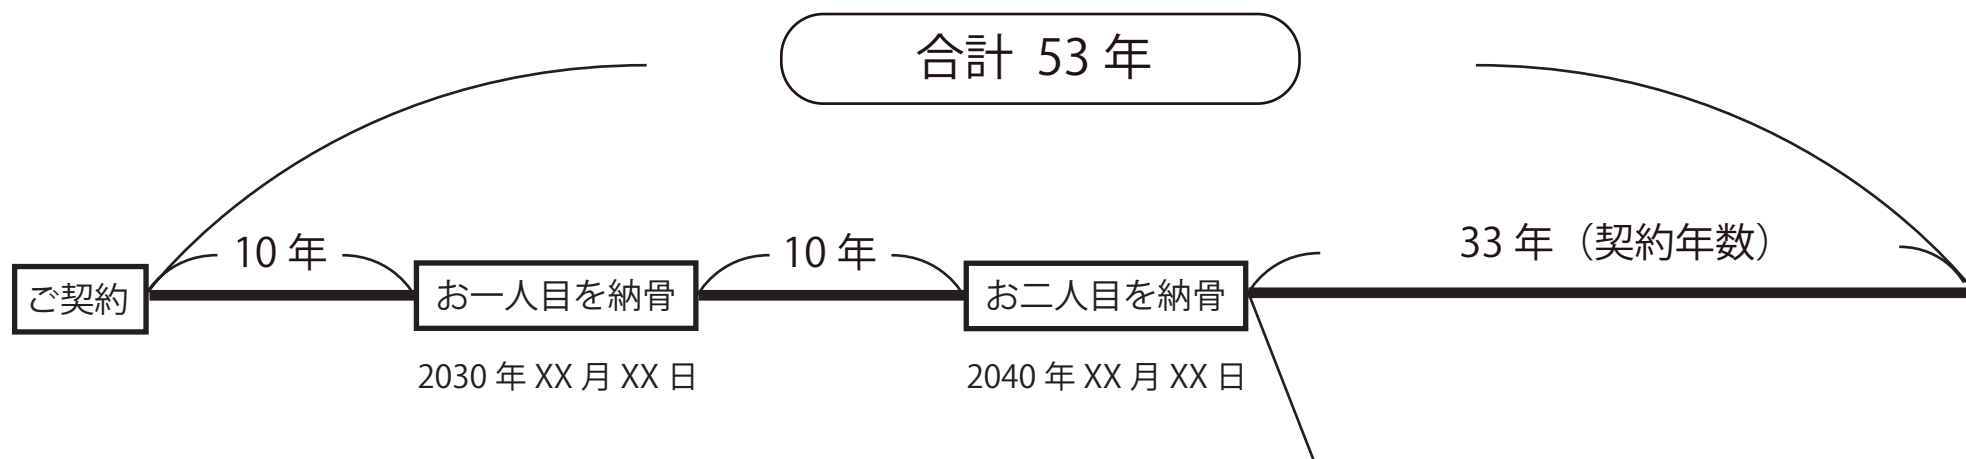 合計 53 年
10 年
10 年
33 年（契約年数）
ご契約
お一人目を納骨
お二人目を納骨
2030 年 XX 月 XX 日
2040 年 XX 月 XX 日